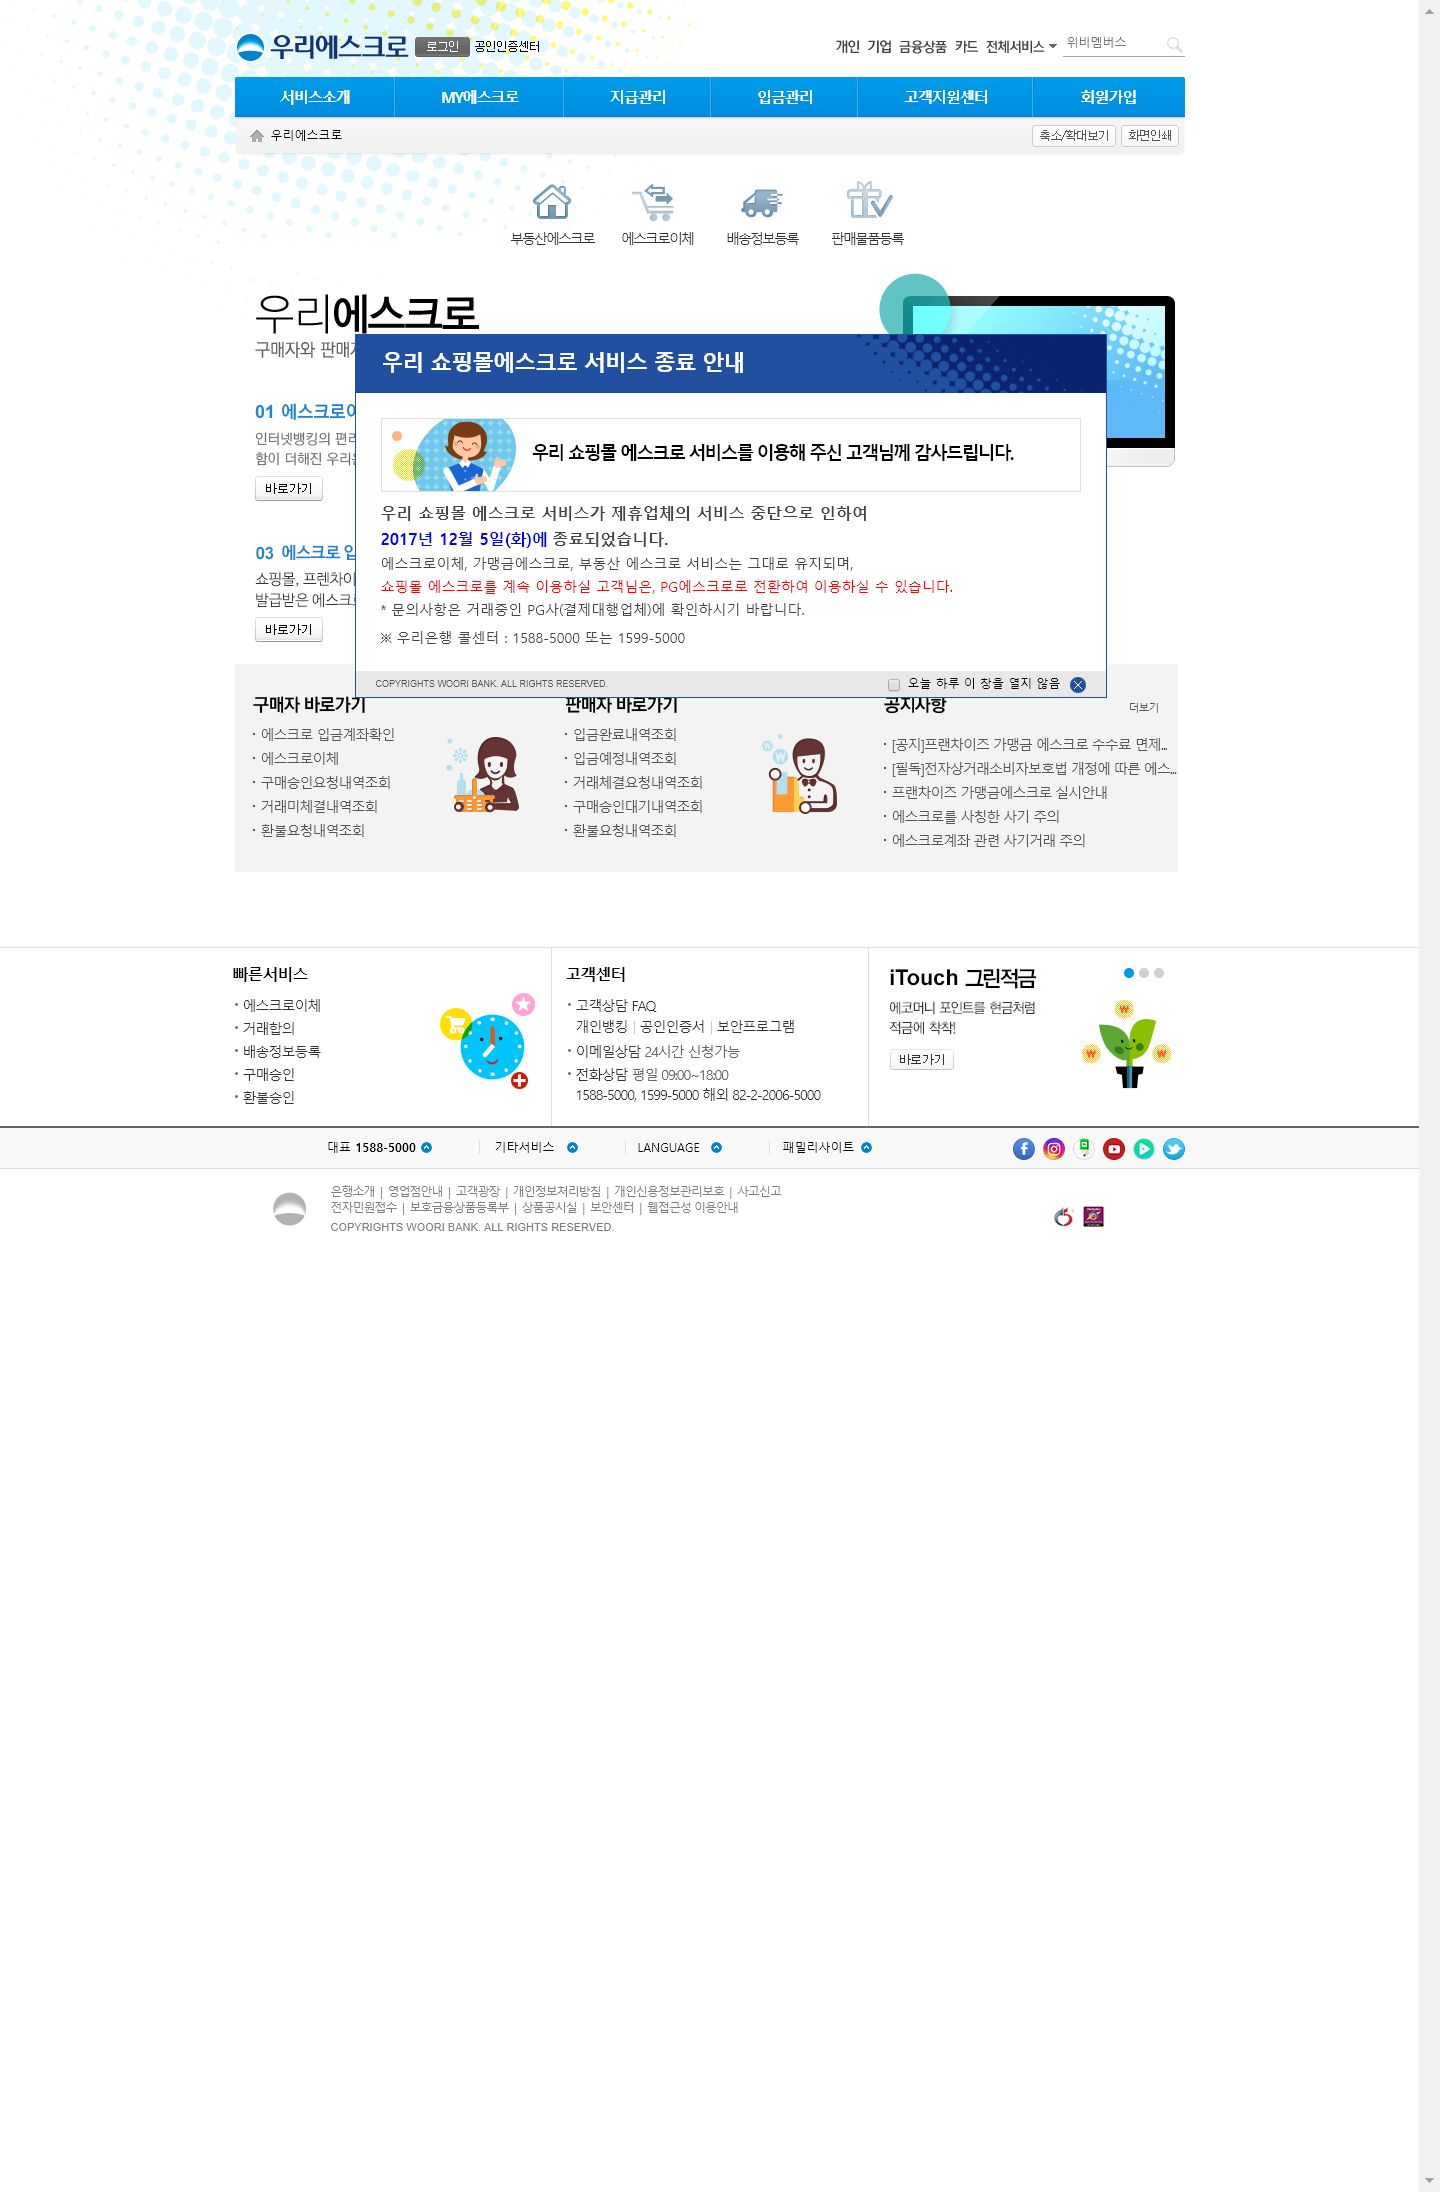 우리에스크로 로그인 공인인증센터
개인 기업 금융상품 카드 전체서비스 위비멤버스
서비스소개 MY에스크로 지급관리 입금관리 고객지원센터 회원가입
우리에스크로 축소/확대보기 화면인쇄
부동산에스크로 에스크로이체 배송정보등록 판매물품등록
우리에스크로
구매자와 판매자
우리 쇼핑몰에스크로 서비스 종료 안내
01 에스크로이
인터넷뱅킹의 편리
함이 더해진 우리은
바로가기
03 에스크로 입
쇼핑몰, 프렌차이
발급받은 에스크로
바로가기
우리 쇼핑몰 에스크로 서비스를 이용해 주신 고객님께 감사드립니다.
우리 쇼핑몰 에스크로 서비스가 제휴업체의 서비스 중단으로 인하여
2017년 12월 5일(화)에 종료되었습니다.
에스크로이체, 가맹금에스크로, 부동산 에스크로 서비스는 그대로 유지되며,
쇼핑몰 에스크로를 계속 이용하실 고객님은, PG에스크로로 전환하여 이용하실 수 있습니다.
* 문의사항은 거래중인 PG사(결제대행업체)에 확인하시기 바랍니다.
※ 우리은행 콜센터 : 1588-5000 또는 1599-5000
COPYRIGHTS WOORI BANK. ALL RIGHTS RESERVED. 오늘 하루 이 창을 열지 않음
구매자 바로가기
· 에스크로 입금계좌확인
· 에스크로이체
· 구매승인요청내역조회
· 거래미체결내역조회
· 환불요청내역조회
판매자 바로가기
· 입금완료내역조회
· 입금예정내역조회
· 거래체결요청내역조회
· 구매승인대기내역조회
· 환불요청내역조회
공지사항 더보기
· [공지]프랜차이즈 가맹금 에스크로 수수료 면제...
· [필독]전자상거래소비자보호법 개정에 따른 에스...
· 프랜차이즈 가맹금에스크로 실시안내
· 에스크로를 사칭한 사기 주의
· 에스크로계좌 관련 사기거래 주의
빠른서비스
· 에스크로이체
· 거래합의
· 배송정보등록
· 구매승인
· 환불승인
고객센터
· 고객상담 FAQ
개인뱅킹 | 공인인증서 | 보안프로그램
· 이메일상담 24시간 신청가능
· 전화상담 평일 09:00~18:00
1588-5000, 1599-5000 해외 82-2-2006-5000
iTouch 그린적금
에코머니 포인트를 현금처럼
적금에 착착!
바로가기
대표 1588-5000 기타서비스 LANGUAGE 패밀리사이트
은행소개 | 영업점안내 | 고객광장 | 개인정보처리방침 | 개인신용정보관리보호 | 사고신고
전자민원접수 | 보호금융상품등록부 | 상품공시실 | 보안센터 | 웹접근성 이용안내
COPYRIGHTS WOORI BANK. ALL RIGHTS RESERVED.